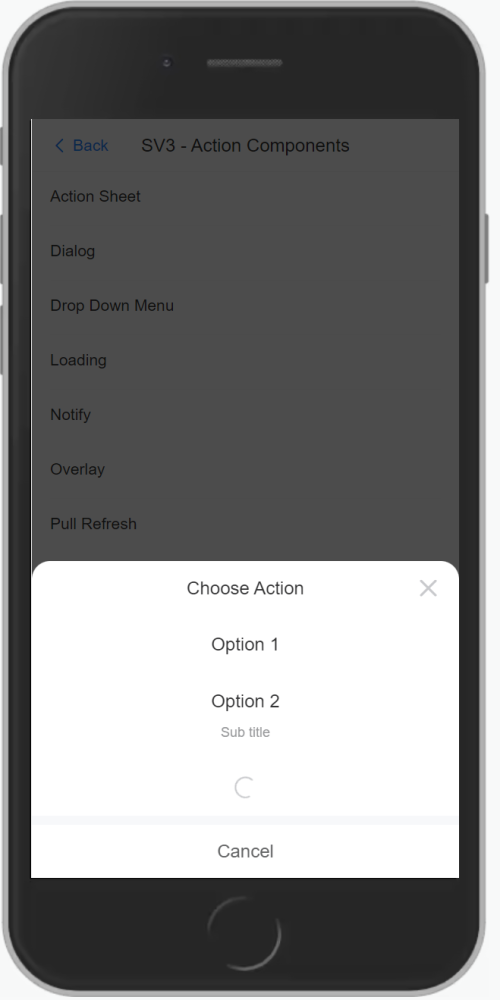 Back SV3 - Action Components
Action Sheet
Dialog
Drop Down Menu
Loading
Notify
Overlay
Pull Refresh
Choose Action
Option 1
Option 2
Sub title
Cancel